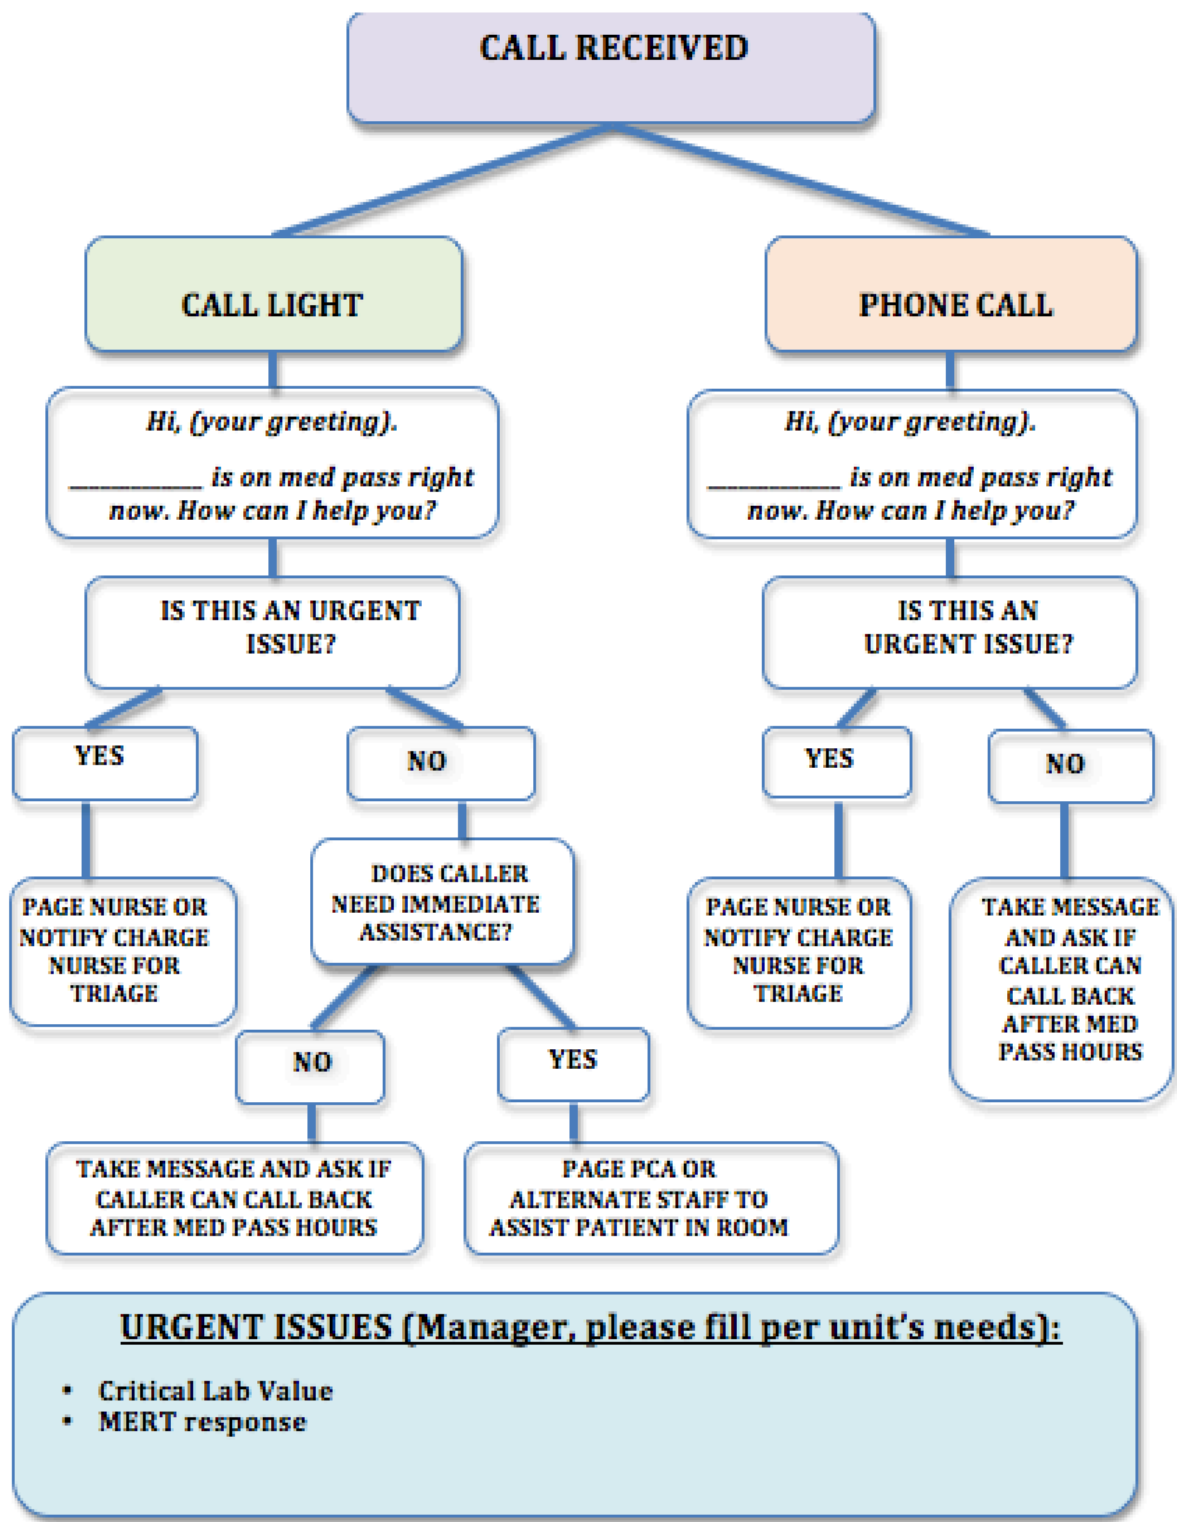 CALL RECEIVED
CALL LIGHT
PHONE CALL
Hi, (your greeting).
____________ is on med pass right
now. How can I help you?
Hi, (your greeting).
____________ is on med pass right
now. How can I help you?
IS THIS AN URGENT
ISSUE?
IS THIS AN
URGENT ISSUE?
YES
NO
YES
NO
PAGE NURSE OR
NOTIFY CHARGE
NURSE FOR
TRIAGE
DOES CALLER
NEED IMMEDIATE
ASSISTANCE?
PAGE NURSE OR
NOTIFY CHARGE
NURSE FOR
TRIAGE
TAKE MESSAGE
AND ASK IF
CALLER CAN
CALL BACK
AFTER MED
PASS HOURS
NO
YES
TAKE MESSAGE AND ASK IF
CALLER CAN CALL BACK
AFTER MED PASS HOURS
PAGE PCA OR
ALTERNATE STAFF TO
ASSIST PATIENT IN ROOM
URGENT ISSUES (Manager, please fill per unit's needs):
• Critical Lab Value
• MERT response